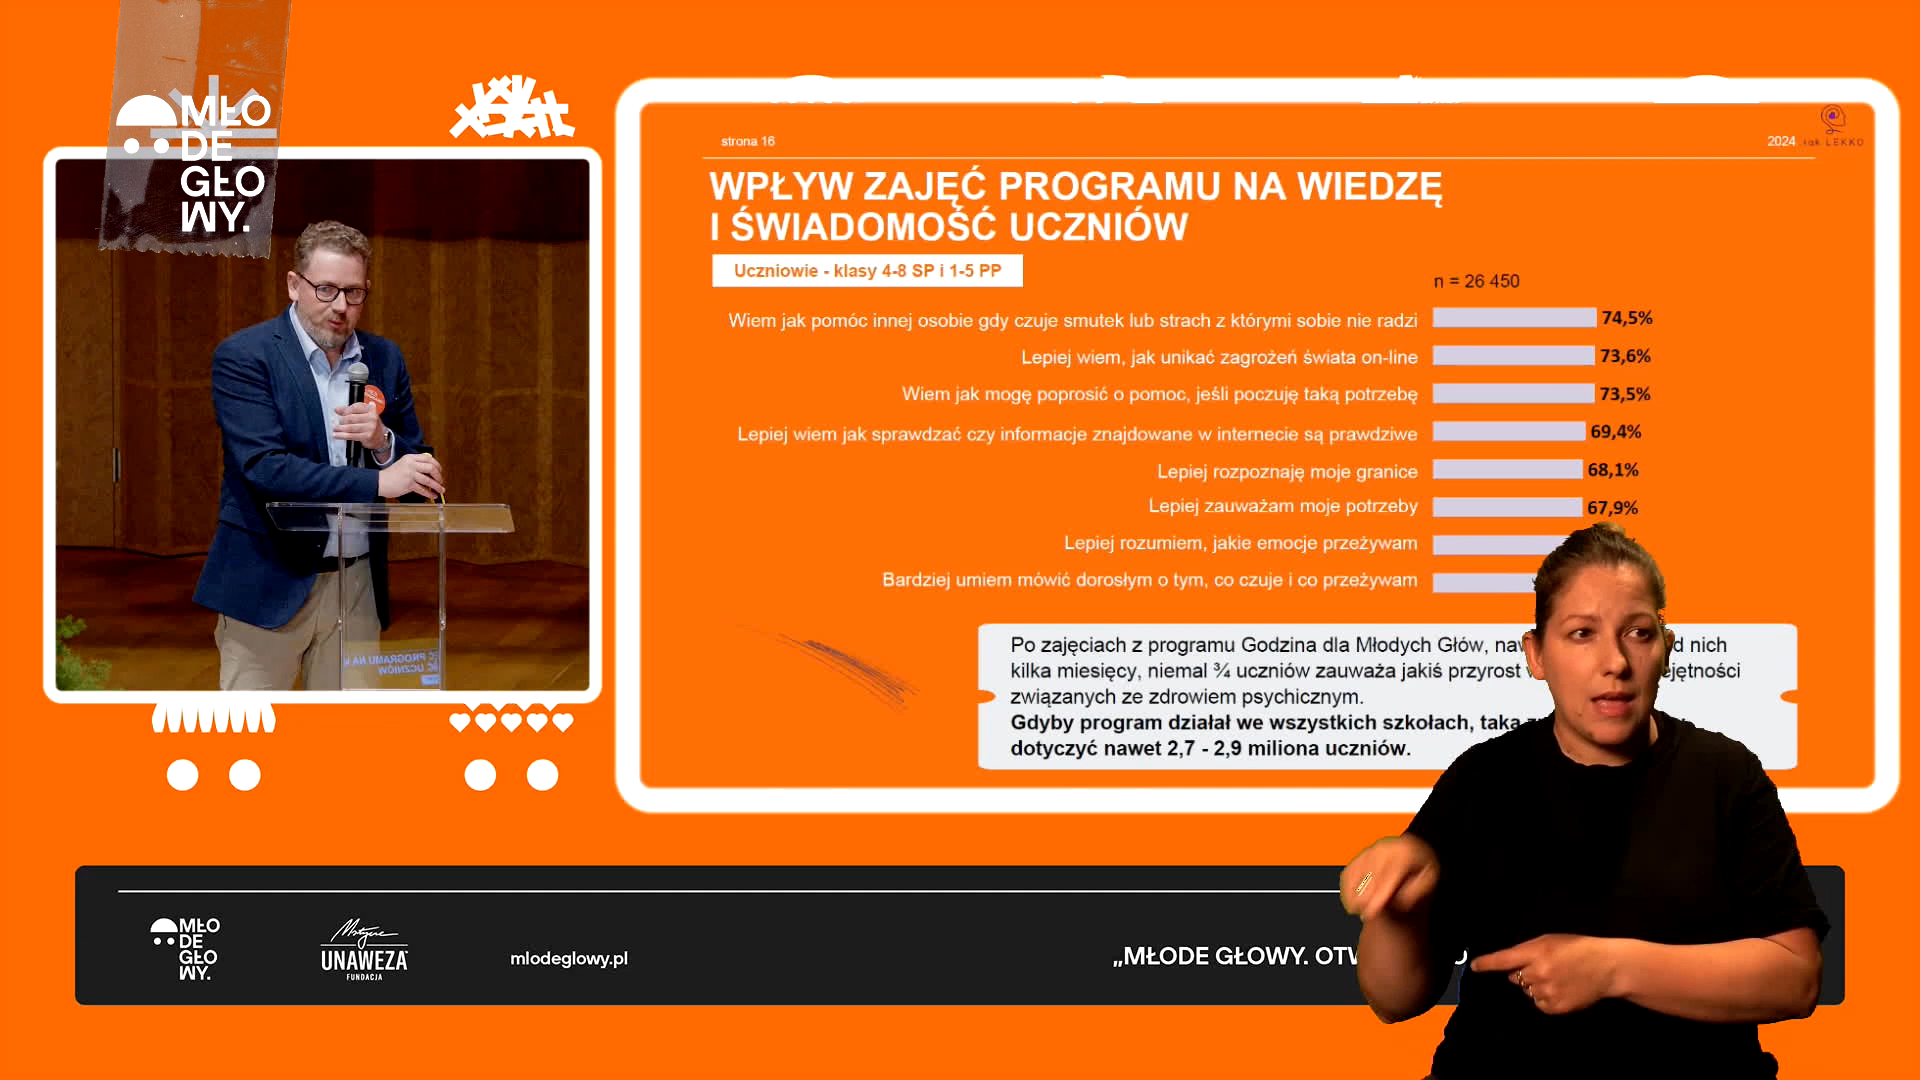 MŁO
DE
GŁO
WY.
strona 16
2024
tak LEKKO
WPŁYW ZAJĘĆ PROGRAMU NA WIEDZĘ
I ŚWIADOMOŚĆ UCZNIÓW
Uczniowie - klasy 4-8 SP i 1-5 PP
n = 26 450
Wiem jak pomóc innej osobie gdy czuje smutek lub strach z którymi sobie nie radzi 74,5%
Lepiej wiem, jak unikać zagrożeń świata on-line 73,6%
Wiem jak mogę poprosić o pomoc, jeśli poczuję taką potrzebę 73,5%
Lepiej wiem jak sprawdzać czy informacje znajdowane w internecie są prawdziwe 69,4%
Lepiej rozpoznaję moje granice 68,1%
Lepiej zauważam moje potrzeby 67,9%
Lepiej rozumiem, jakie emocje przeżywam
Bardziej umiem mówić dorosłym o tym, co czuje i co przeżywam
Po zajęciach z programu Godzina dla Młodych Głów, nich
kilka miesięcy, niemal ¾ uczniów zauważa jakiś przyrost
związanych ze zdrowiem psychicznym.
Gdyby program działał we wszystkich szkołach, taka
dotyczyć nawet 2,7 - 2,9 miliona uczniów.
MŁO
DE
GŁO
WY.
Motyne
UNAWEZA
FUNDACJA
mlodeglowy.pl
„MŁODE GŁOWY.